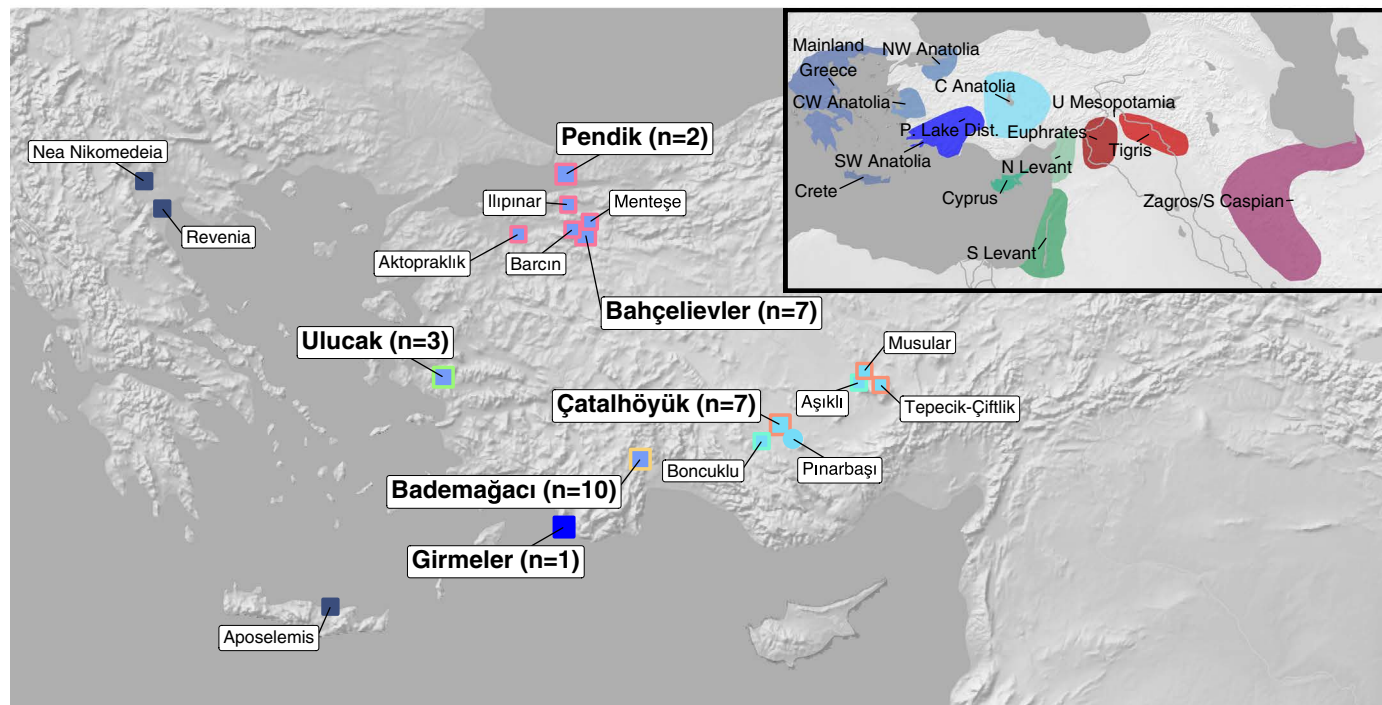 Mainland
Greece
NW Anatolia
C Anatolia
CW Anatolia
U Mesopotamia
P. Lake Dist.
Euphrates
Tigris
SW Anatolia
N Levant
Crete
Cyprus
Zagros/S Caspian
S Levant
Pendik (n=2)
Nea Nikomedeia
Ilıpınar
Menteşe
Revenia
Aktopraklık
Barcın
Bahçelievler (n=7)
Ulucak (n=3)
Musular
Aşıklı
Tepecik-Çiftlik
Çatalhöyük (n=7)
Boncuklu
Pınarbaşı
Bademağacı (n=10)
Girmeler (n=1)
Aposelemis